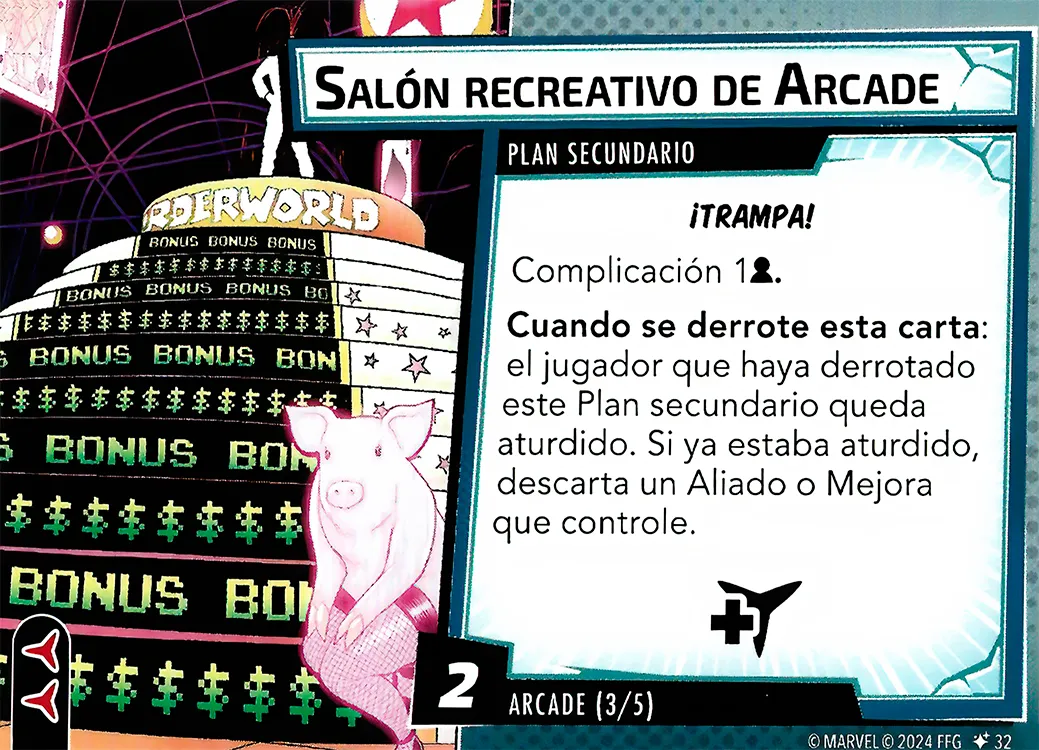 SALÓN RECREATIVO DE ARCADE
PLAN SECUNDARIO
¡TRAMPA!
Complicación 1.
Cuando se derrote esta carta:
el jugador que haya derrotado
este Plan secundario queda
aturdido. Si ya estaba aturdido,
descarta un Aliado o Mejora
que controle.
2
ARCADE (3/5)
© MARVEL © 2024 FFG 32
RDERWORLD
BONUS BONUS BONUS
$$$$$$$$$$$$$$
BONUS BONUS BONUS BO
$$$$$$$$$$$$$$
S BONUS BONUS BON
$$$$$$$$$$$$$
S BONUS BON
$$$$$$$$
BONUS BO
$$$$$$$